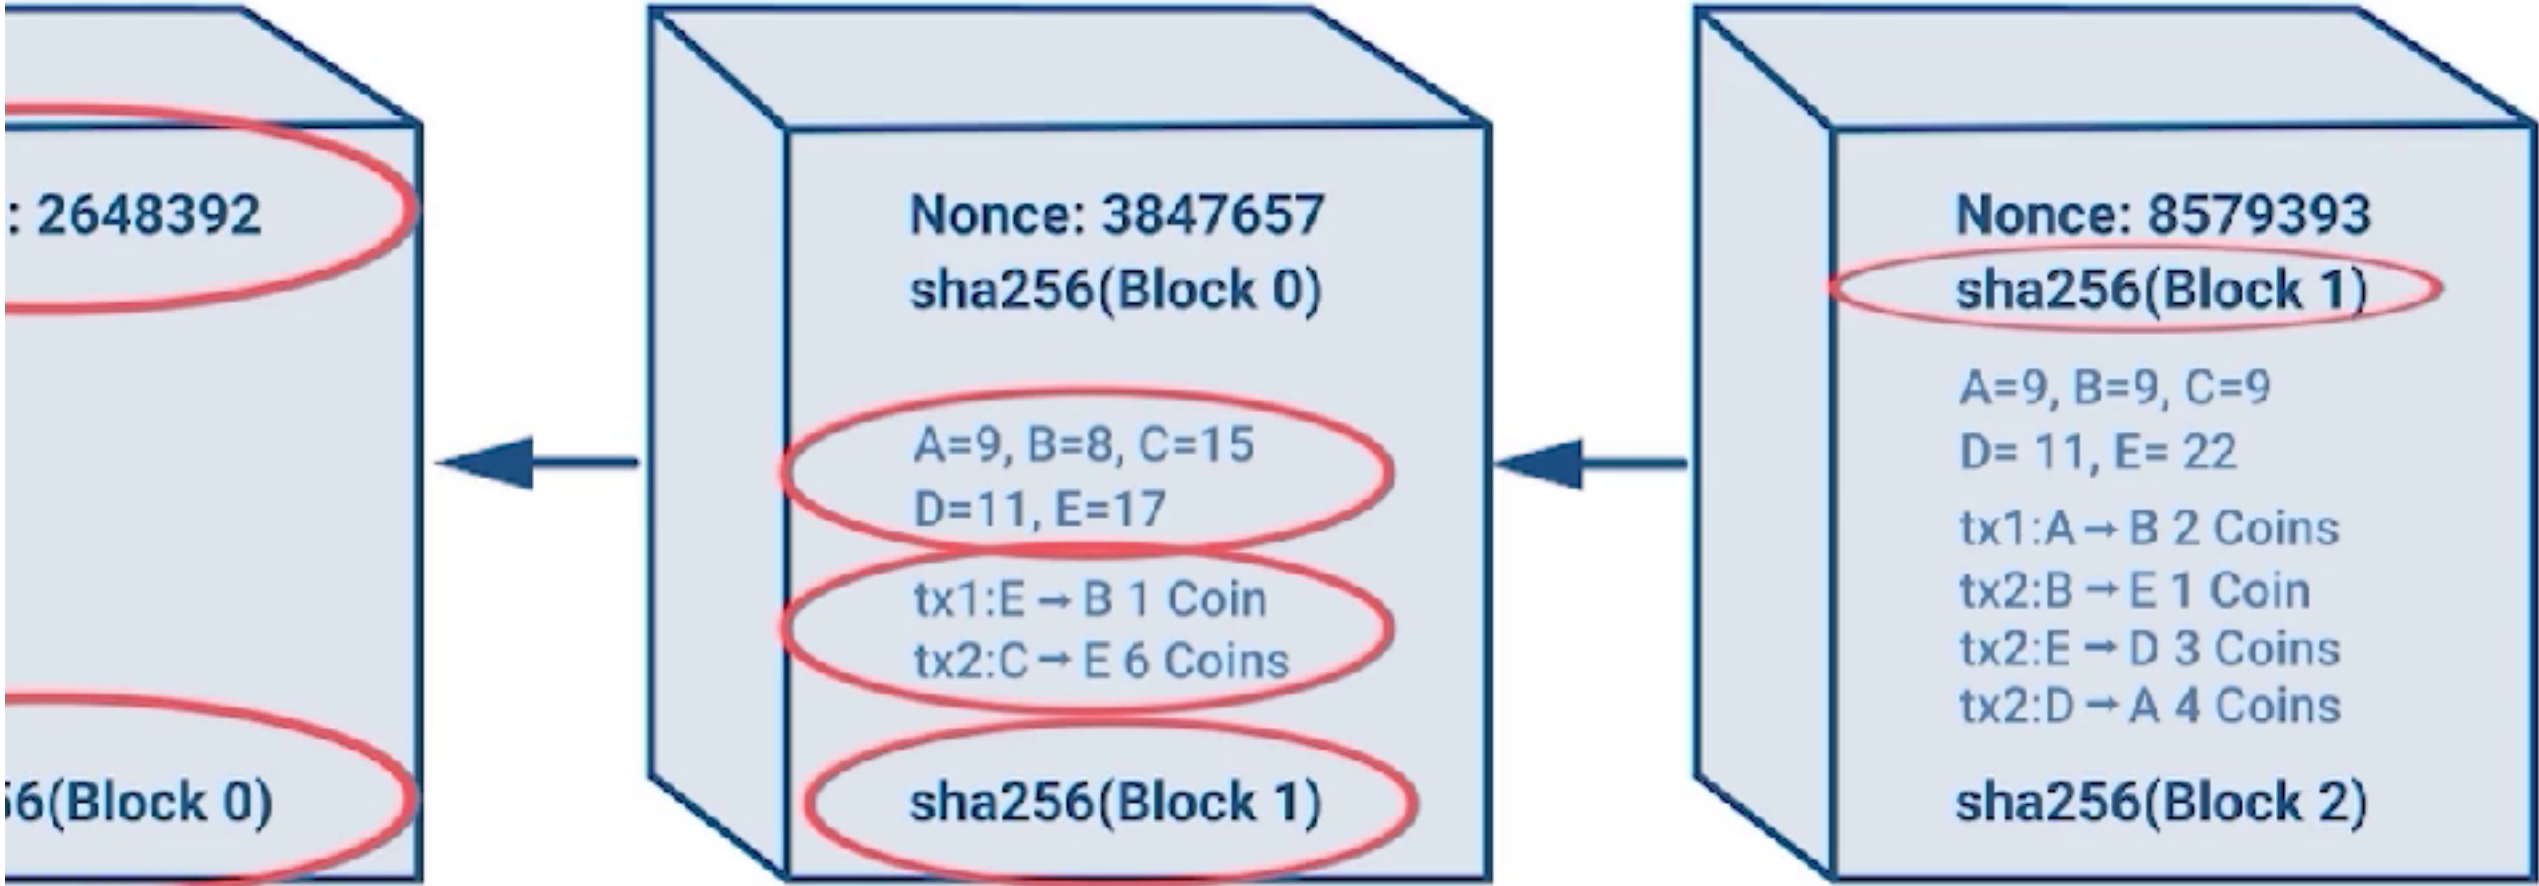 : 2648392
6(Block 0)
Nonce: 3847657
sha256(Block 0)
A=9, B=8, C=15
D=11, E=17
tx1:E → B 1 Coin
tx2:C → E 6 Coins
sha256(Block 1)
Nonce: 8579393
sha256(Block 1)
A=9, B=9, C=9
D= 11, E= 22
tx1:A → B 2 Coins
tx2:B → E 1 Coin
tx2:E → D 3 Coins
tx2:D → A 4 Coins
sha256(Block 2)